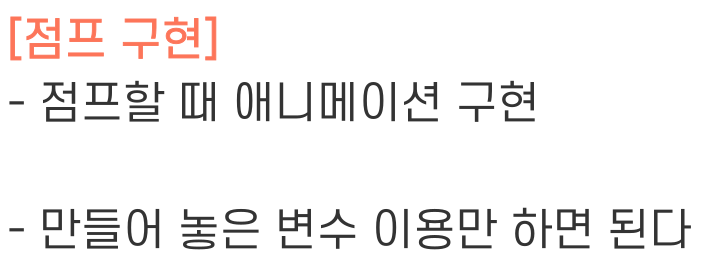 [점프 구현]
- 점프할 때 애니메이션 구현
- 만들어 놓은 변수 이용만 하면 된다